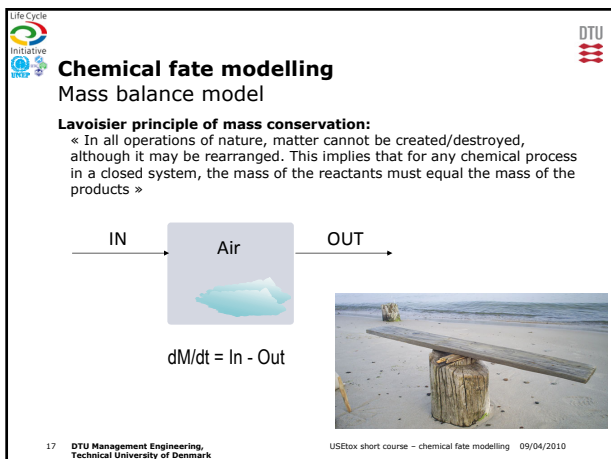 Life Cycle
Initiative
UNEP
DTU
Chemical fate modelling
Mass balance model
Lavoisier principle of mass conservation:
« In all operations of nature, matter cannot be created/destroyed,
although it may be rearranged. This implies that for any chemical process
in a closed system, the mass of the reactants must equal the mass of the
products »
IN
Air
OUT
dM/dt = In - Out
17 DTU Management Engineering,
Technical University of Denmark
USEtox short course – chemical fate modelling 09/04/2010